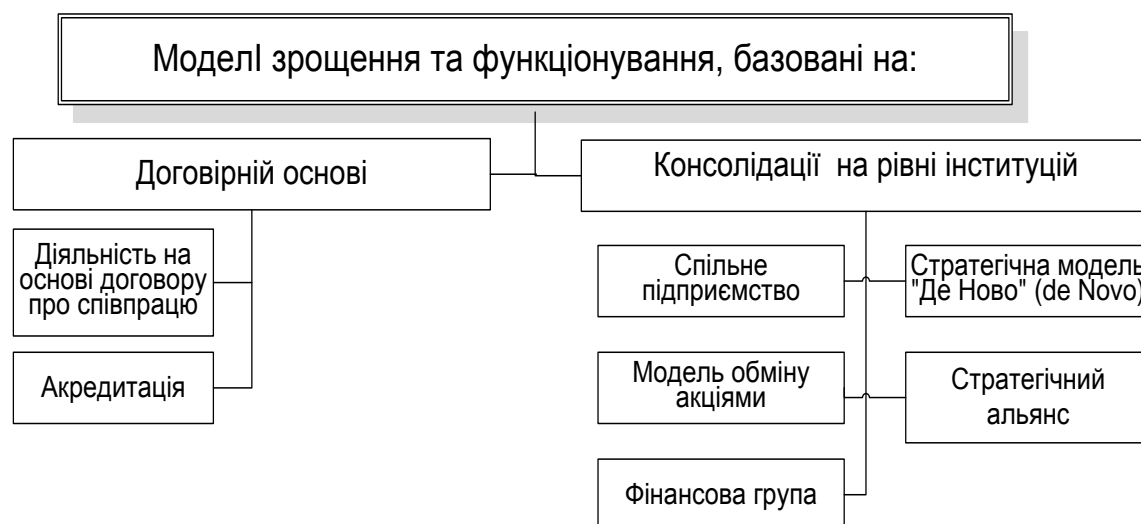 МоделІ зрощення та функціонування, базовані на:
Договірній основі
Консолідації на рівні інституцій
Діяльність на
основі договору
про співпрацю
Акредитація
Спільне
підприємство
Стратегічна модель
"Де Ново" (de Novo)
Модель обміну
акціями
Стратегічний
альянс
Фінансова група